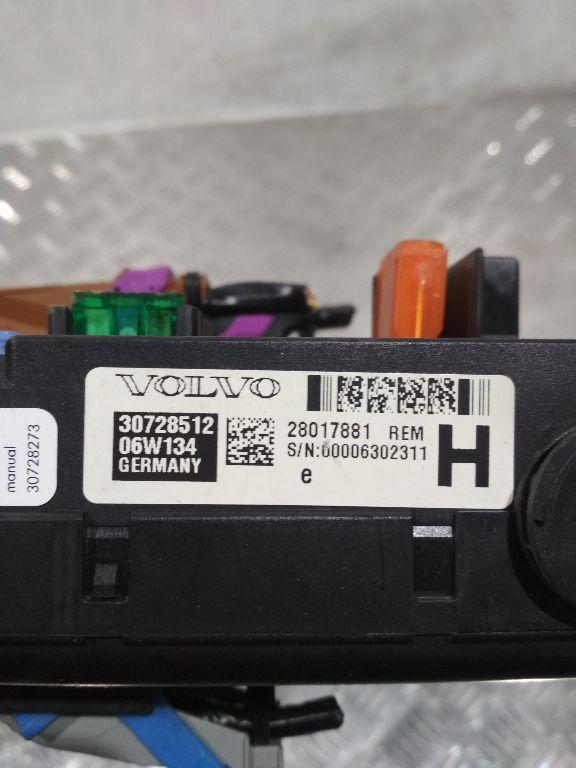 VOLVO
30728512
06W134
GERMANY
28017881 REM
S/N:00006302311
e
H
manual
30728273